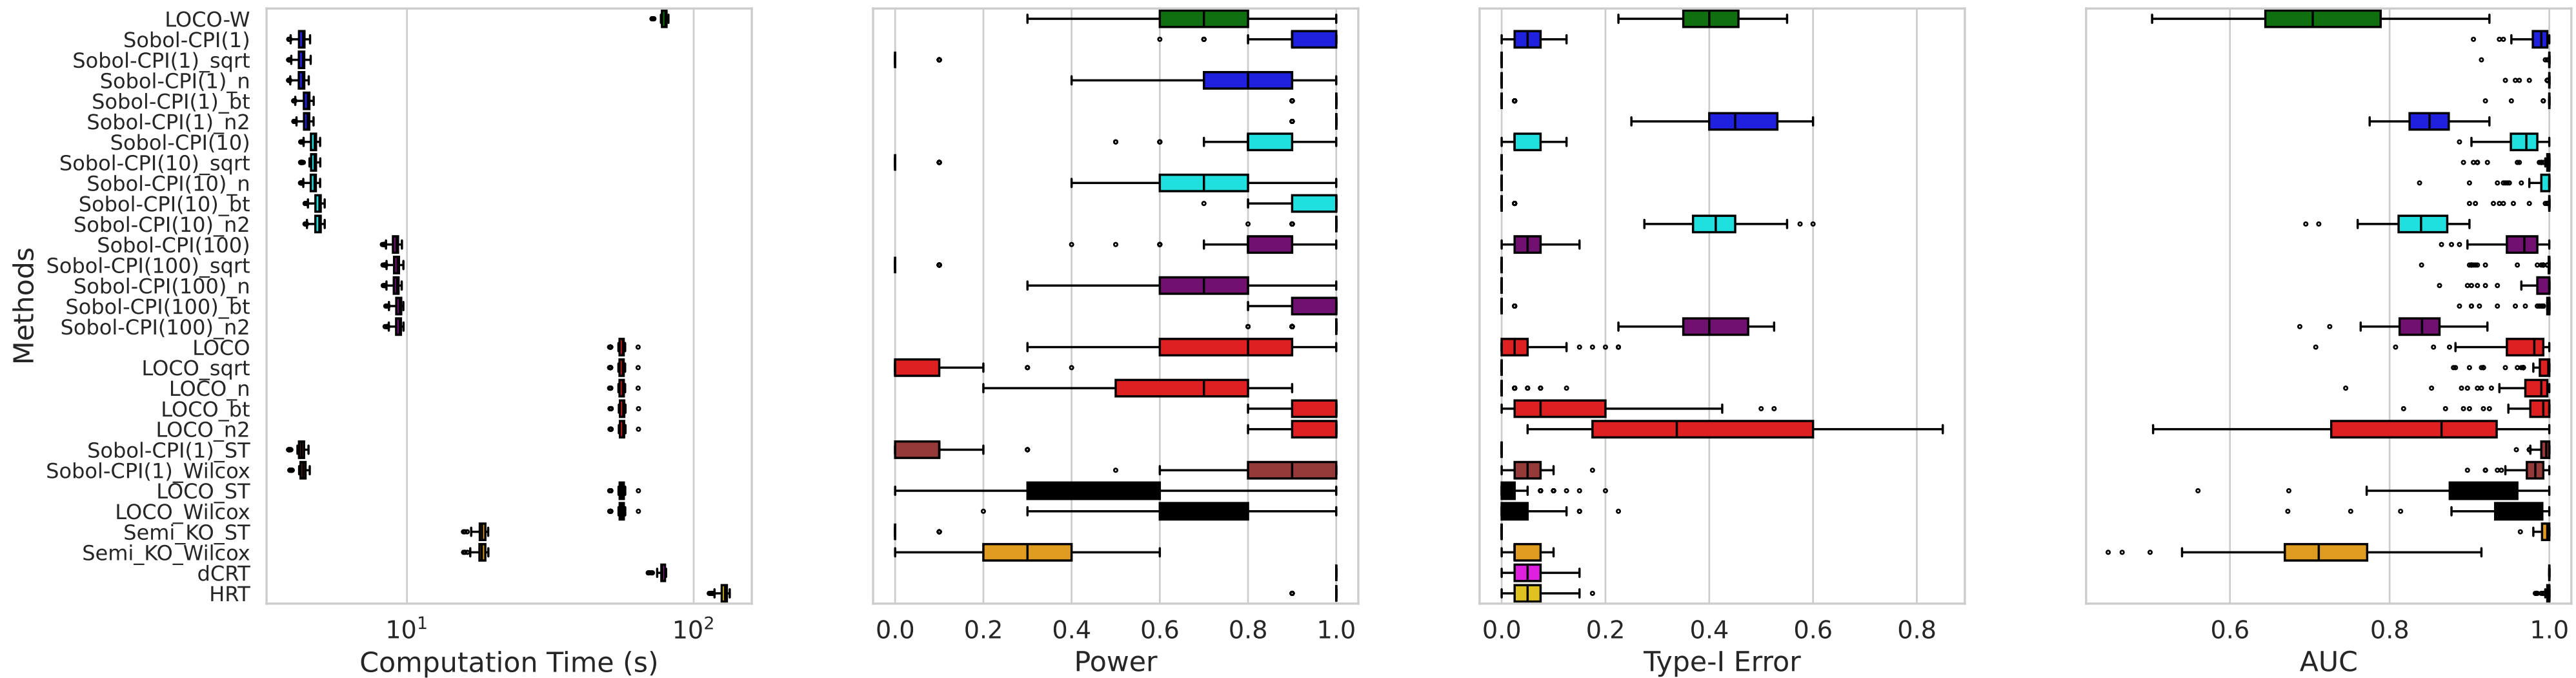 Methods
LOCO-W
Sobol-CPI(1)
Sobol-CPI(1)_sqrt
Sobol-CPI(1)_n
Sobol-CPI(1)_bt
Sobol-CPI(1)_n2
Sobol-CPI(10)
Sobol-CPI(10)_sqrt
Sobol-CPI(10)_n
Sobol-CPI(10)_bt
Sobol-CPI(10)_n2
Sobol-CPI(100)
Sobol-CPI(100)_sqrt
Sobol-CPI(100)_n
Sobol-CPI(100)_bt
Sobol-CPI(100)_n2
LOCO
LOCO_sqrt
LOCO_n
LOCO_bt
LOCO_n2
Sobol-CPI(1)_ST
Sobol-CPI(1)_Wilcox
LOCO_ST
LOCO_Wilcox
Semi_KO_ST
Semi_KO_Wilcox
dCRT
HRT
10¹ 10²
Computation Time (s)
0.0 0.2 0.4 0.6 0.8 1.0
Power
0.0 0.2 0.4 0.6 0.8
Type-I Error
0.6 0.8 1.0
AUC